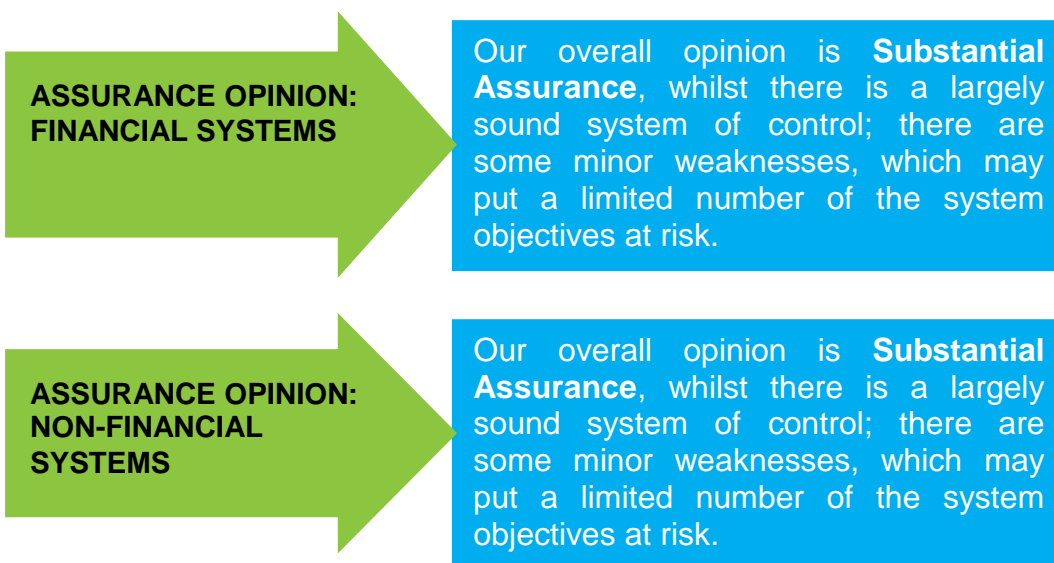 ASSURANCE OPINION:
FINANCIAL SYSTEMS
Our overall opinion is Substantial
Assurance, whilst there is a largely
sound system of control; there are
some minor weaknesses, which may
put a limited number of the system
objectives at risk.
ASSURANCE OPINION:
NON-FINANCIAL
SYSTEMS
Our overall opinion is Substantial
Assurance, whilst there is a largely
sound system of control; there are
some minor weaknesses, which may
put a limited number of the system
objectives at risk.